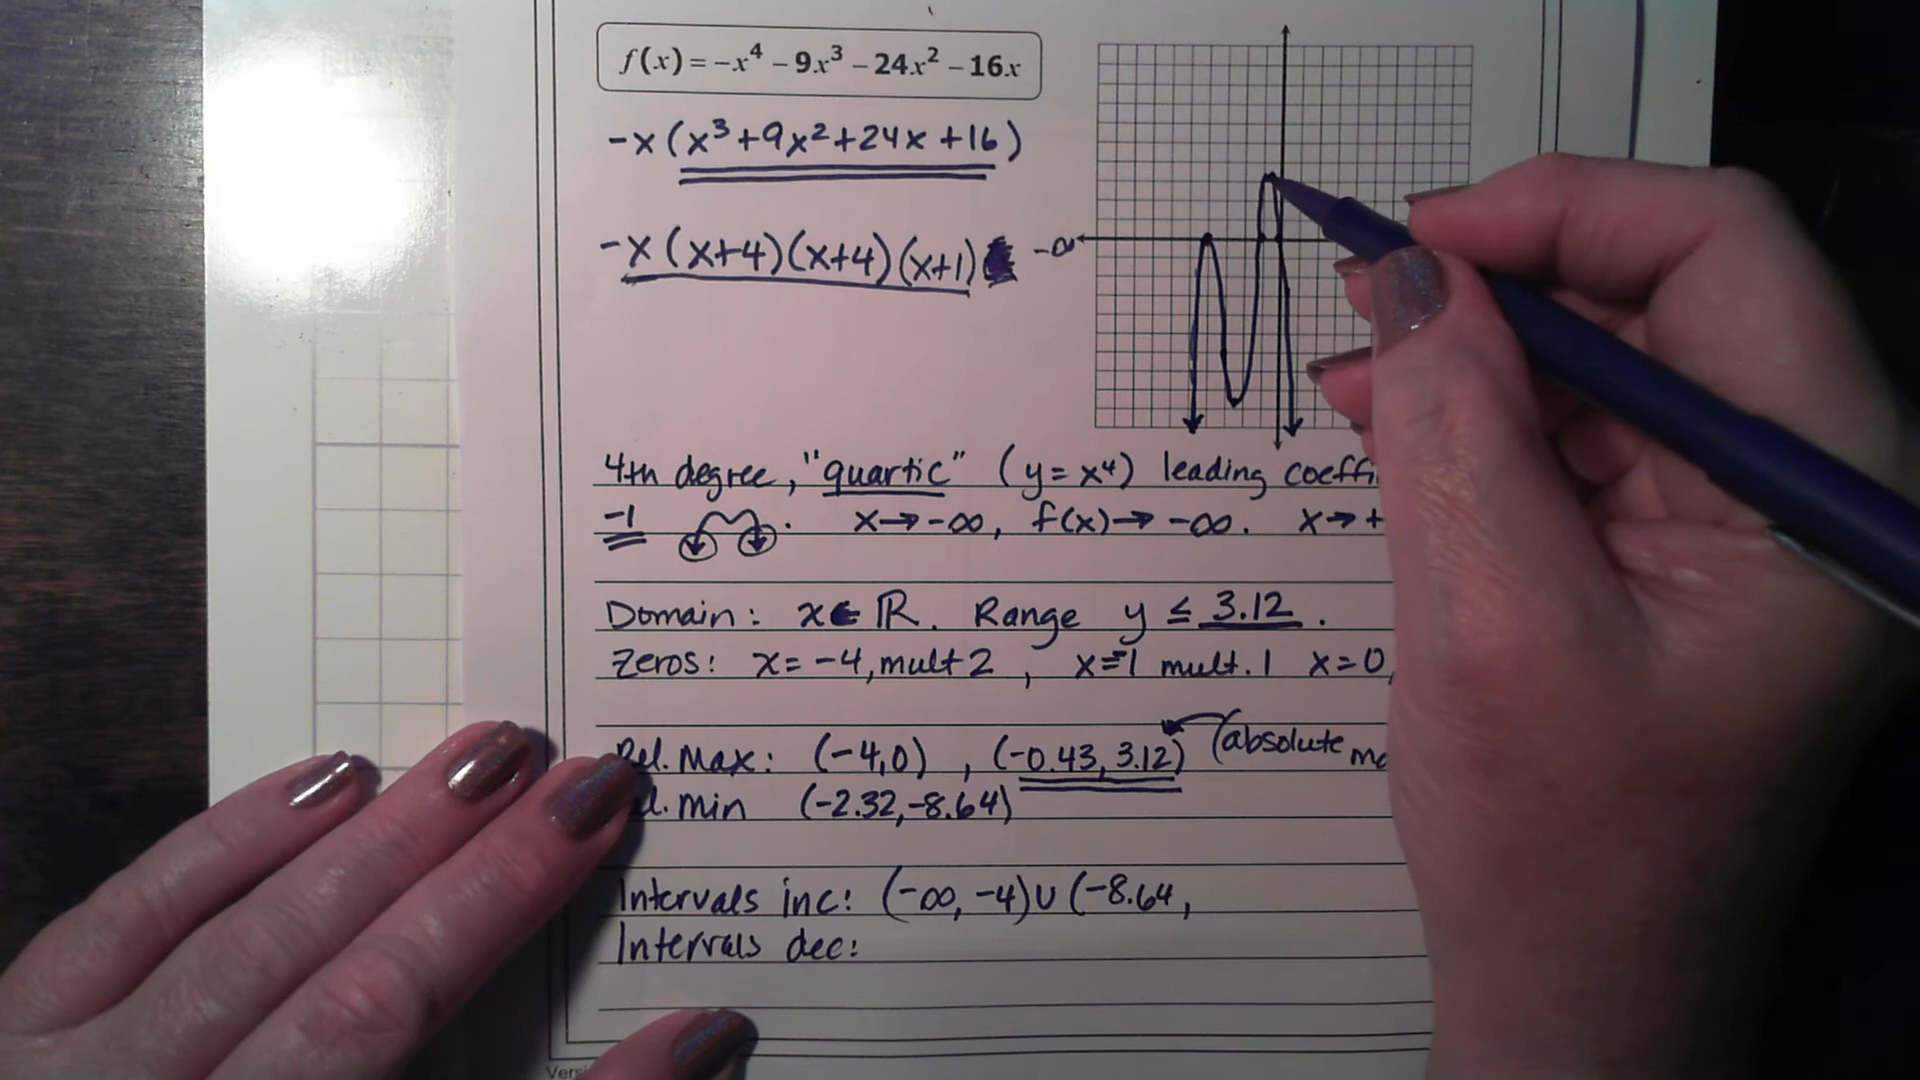 f(x) = -x⁴ - 9x³ - 24x² - 16x
-x (x³ + 9x² + 24x + 16)
-x (x+4)(x+4)(x+1)
-∞
4th degree, "quartic" (y = x⁴) leading coeffi
-1 . x → -∞, f(x) → -∞. x → +
Domain: x ∈ ℝ. Range y ≤ 3.12.
Zeros: x = -4, mult 2, x = -1 mult. 1 x = 0,
Rel. Max: (-4,0), (-0.43, 3.12) (absolute ma
l. min (-2.32, -8.64)
Intervals inc: (-∞, -4) ∪ (-8.64,
Intervals dec:
Versi